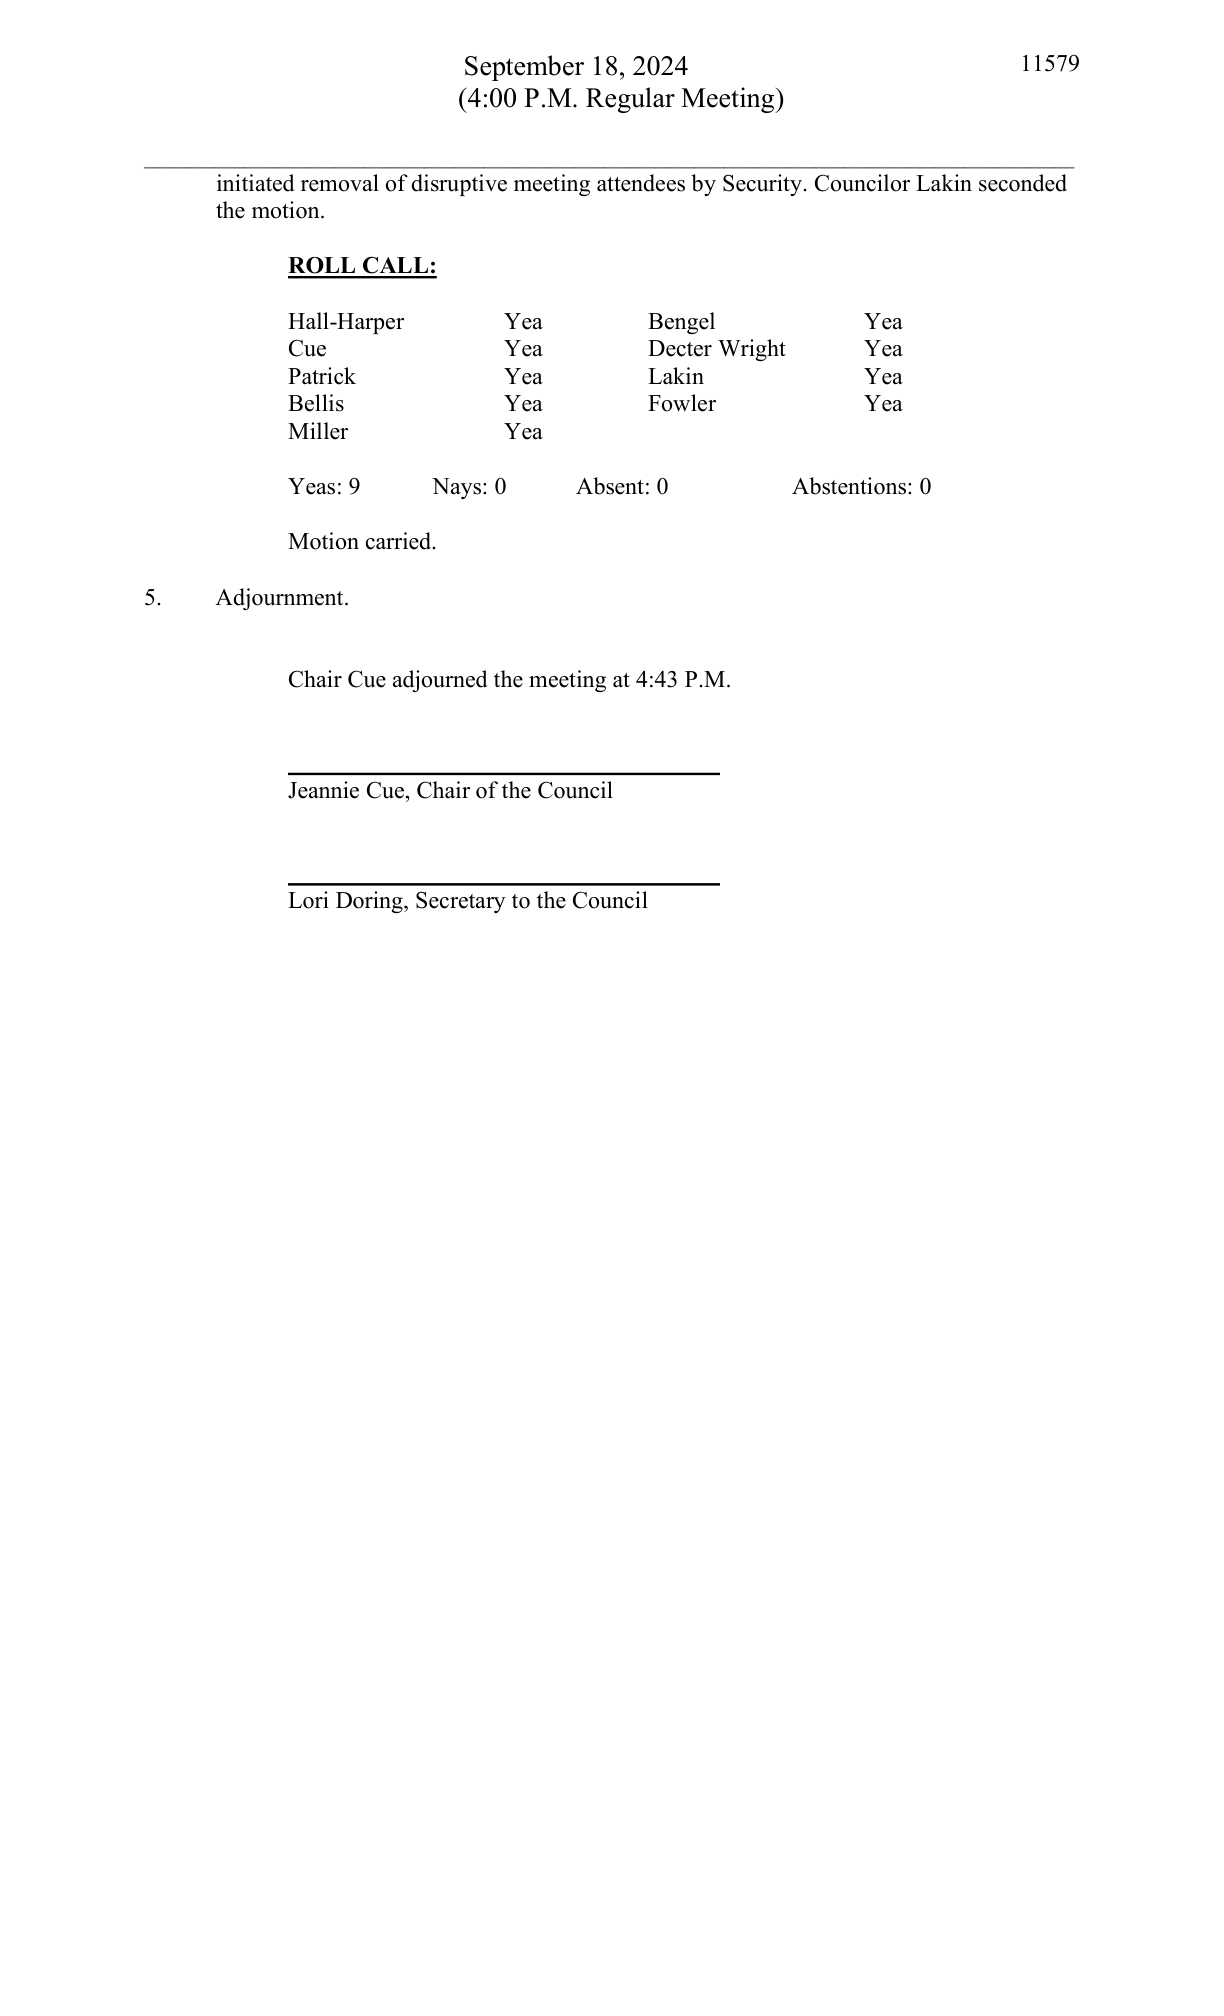 September 18, 2024
11579
(4:00 P.M. Regular Meeting)
initiated removal of disruptive meeting attendees by Security. Councilor Lakin seconded
the motion.
ROLL CALL:
Hall-Harper Yea Bengel Yea
Cue Yea Decter Wright Yea
Patrick Yea Lakin Yea
Bellis Yea Fowler Yea
Miller Yea
Yeas: 9 Nays: 0 Absent: 0 Abstentions: 0
Motion carried.
5. Adjournment.
Chair Cue adjourned the meeting at 4:43 P.M.
Jeannie Cue, Chair of the Council
Lori Doring, Secretary to the Council